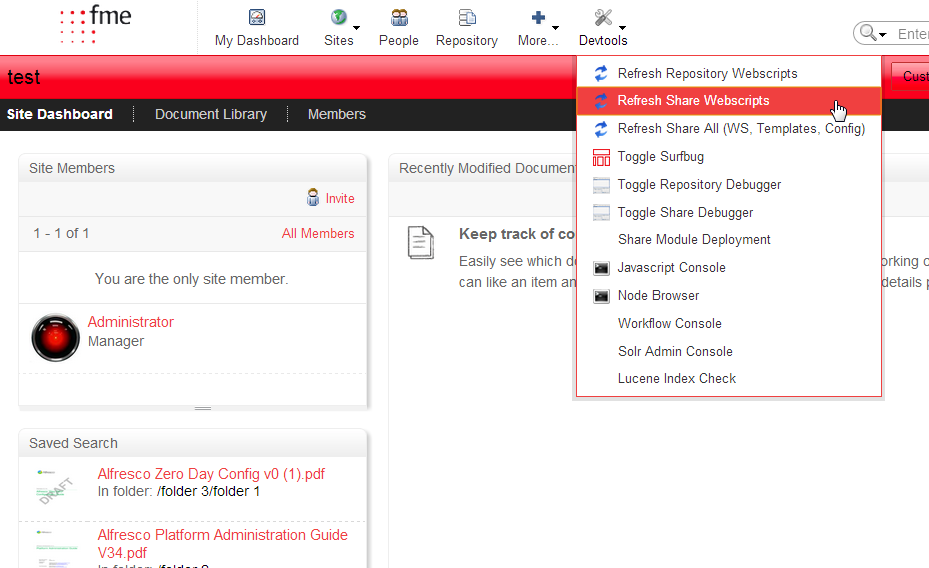 fme
My Dashboard Sites People Repository More... Devtools
Enter
test
Cust
Site Dashboard Document Library Members
Refresh Repository Webscripts
Refresh Share Webscripts
Refresh Share All (WS, Templates, Config)
Toggle Surfbug
Toggle Repository Debugger
Toggle Share Debugger
Share Module Deployment
Javascript Console
Node Browser
Workflow Console
Solr Admin Console
Lucene Index Check
Site Members
Invite
1 - 1 of 1 All Members
You are the only site member.
Administrator
Manager
Recently Modified Documen
Keep track of co
Easily see which d orking o
can like an item an details p
Saved Search
DRAFT
Alfresco Zero Day Config v0 (1).pdf
In folder: /folder 3/folder 1
Alfresco Platform Administration Guide
V34.pdf